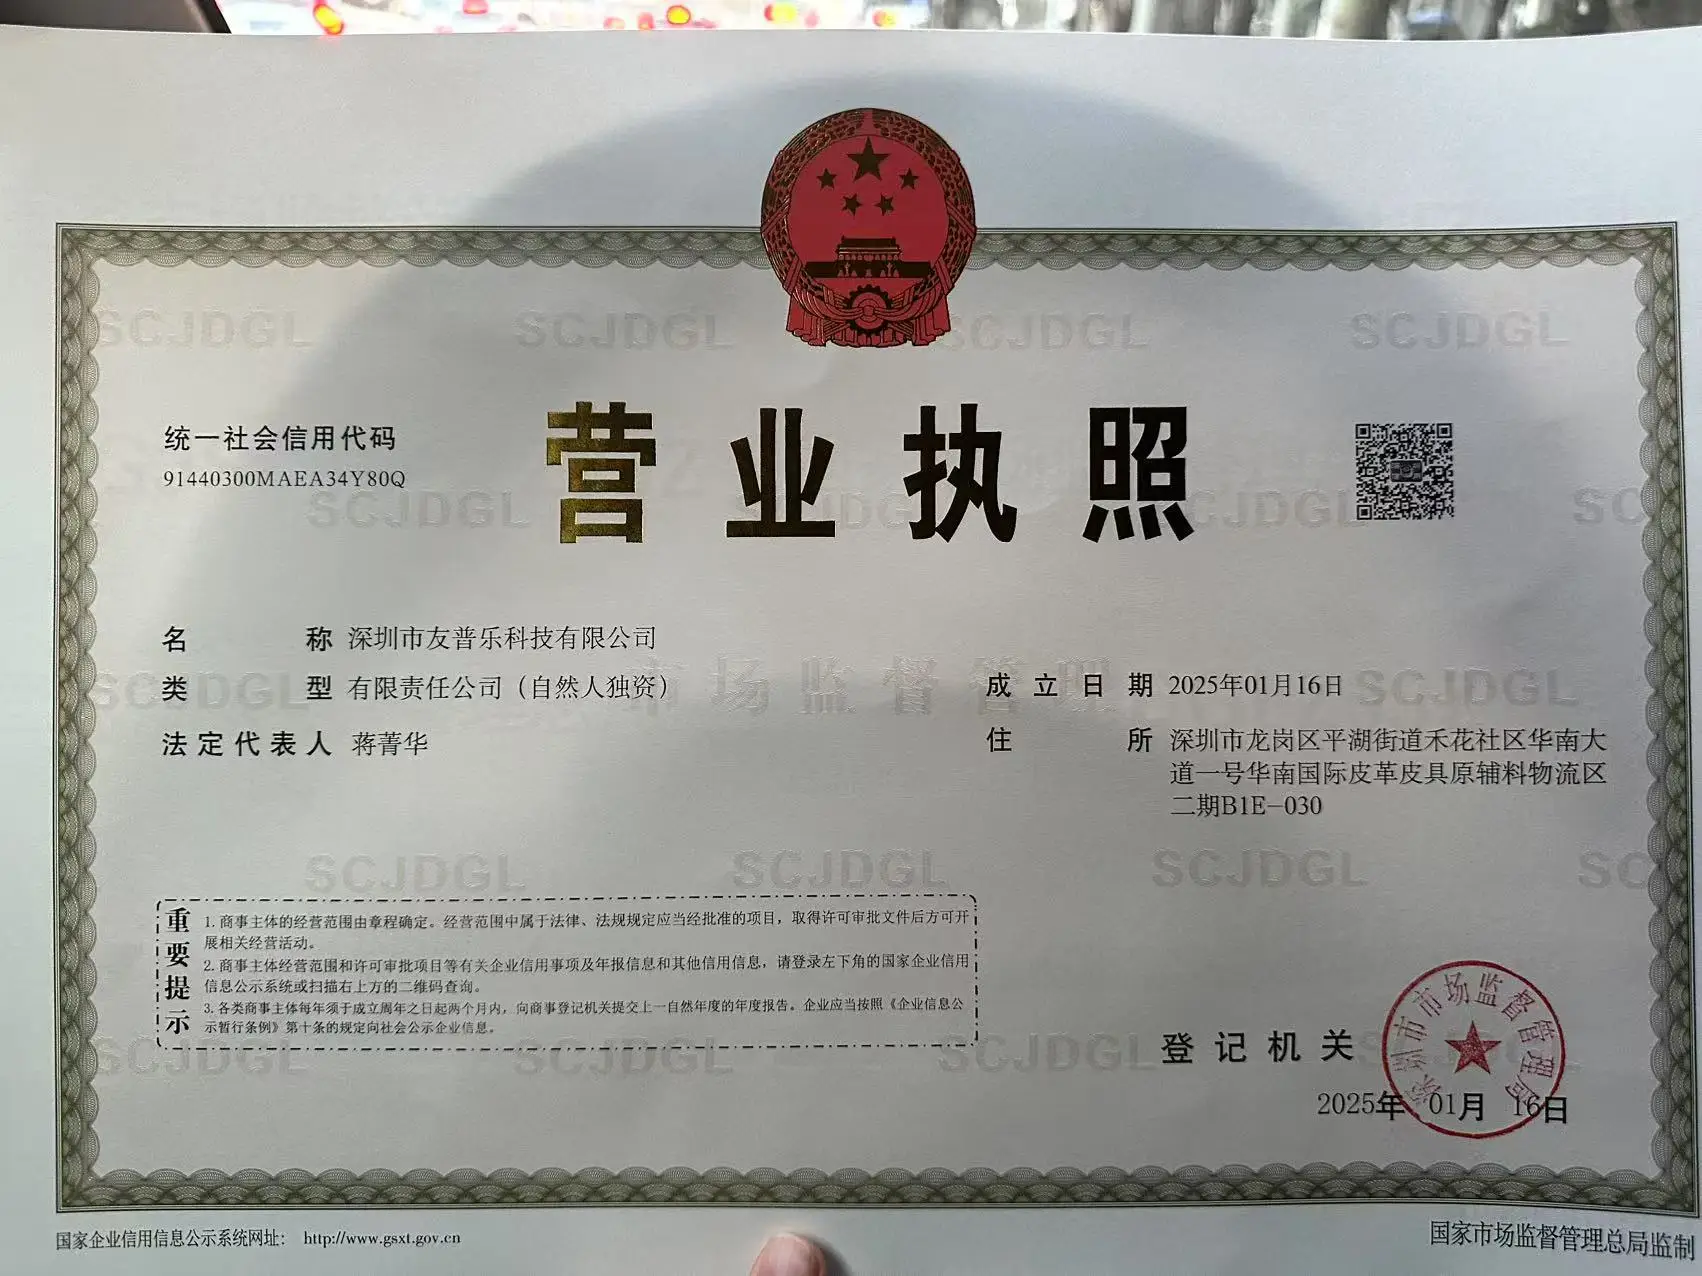 营业执照
统一社会信用代码
91440300MAEA34Y80Q
名称 深圳市友普乐科技有限公司
类型 有限责任公司（自然人独资）
法定代表人 蒋菁华
成立日期 2025年01月16日
住所 深圳市龙岗区平湖街道禾花社区华南大
道一号华南国际皮革皮具原辅料物流区
二期B1E-030
重要提示
1.商事主体的经营范围由章程确定。经营范围中属于法律、法规规定应当经批准的项目，取得许可审批文件后方可开
展相关经营活动。
2.商事主体经营范围和许可审批项目等有关企业信用事项及年报信息和其他信用信息，请登录左下角的国家企业信用
信息公示系统或扫描右上方的二维码查询。
3.各类商事主体每年须于成立周年之日起两个月内，向商事登记机关提交上一自然年度的年度报告。企业应当按照《企业信息公
示暂行条例》第十条的规定向社会公示企业信息。
登记机关
深圳市市场监督管理局
2025年01月16日
国家企业信用信息公示系统网址： http://www.gsxt.gov.cn
国家市场监督管理总局监制
SCJDGL
市场监督管理